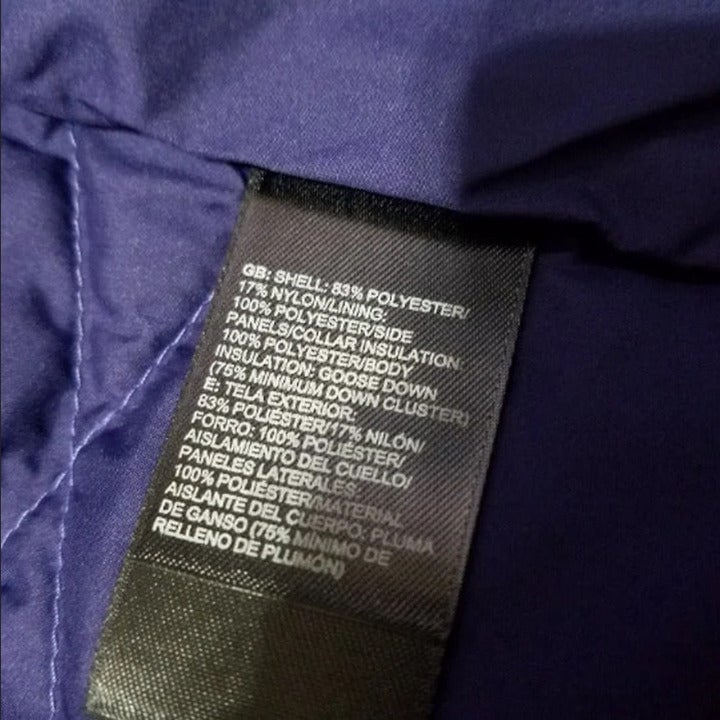 GB: SHELL: 83% POLYESTER/
17% NYLON/LINING:
100% POLYESTER/SIDE
PANELS/COLLAR INSULATION:
100% POLYESTER/BODY
INSULATION: GOOSE DOWN
(75% MINIMUM DOWN CLUSTER)
E: TELA EXTERIOR:
83% POLIÉSTER/17% NILÓN/
FORRO: 100% POLIÉSTER/
AISLAMIENTO DEL CUELLO/
PANELES LATERALES:
100% POLIÉSTER/MATERIAL
AISLANTE DEL CUERPO: PLUMA
DE GANSO (75% MÍNIMO DE
RELLENO DE PLUMÓN)